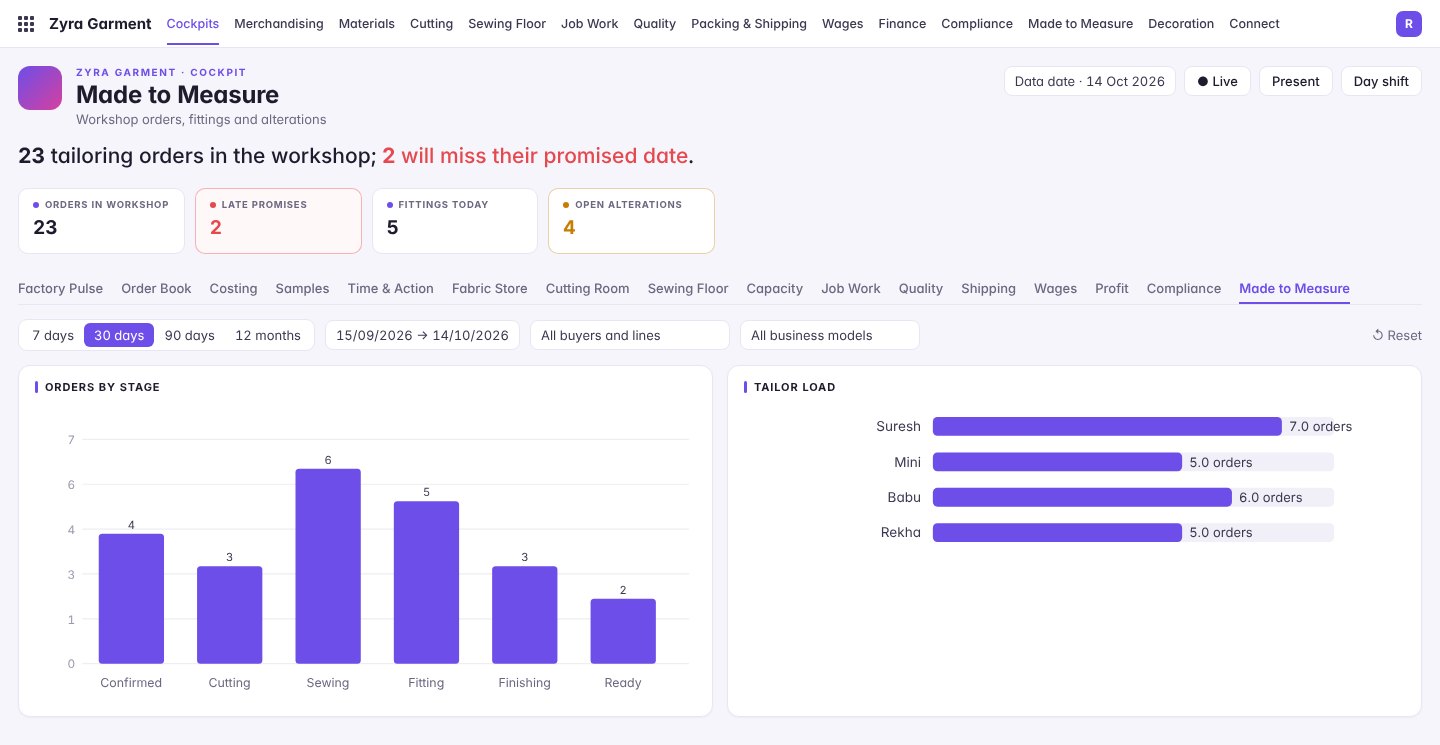 Zyra Garment Cockpits Merchandising Materials Cutting Sewing Floor Job Work Quality Packing & Shipping Wages Finance Compliance Made to Measure Decoration Connect R
ZYRA GARMENT · COCKPIT
Made to Measure
Workshop orders, fittings and alterations
Data date · 14 Oct 2026 ● Live Present Day shift
23 tailoring orders in the workshop; 2 will miss their promised date.
ORDERS IN WORKSHOP
23
LATE PROMISES
2
FITTINGS TODAY
5
OPEN ALTERATIONS
4
Factory Pulse Order Book Costing Samples Time & Action Fabric Store Cutting Room Sewing Floor Capacity Job Work Quality Shipping Wages Profit Compliance Made to Measure
7 days 30 days 90 days 12 months 15/09/2026 → 14/10/2026 All buyers and lines All business models ↺ Reset
ORDERS BY STAGE
7
6
4
3
1
0
4
3
6
5
3
2
Confirmed Cutting Sewing Fitting Finishing Ready
TAILOR LOAD
Suresh 7.0 orders
Mini 5.0 orders
Babu 6.0 orders
Rekha 5.0 orders